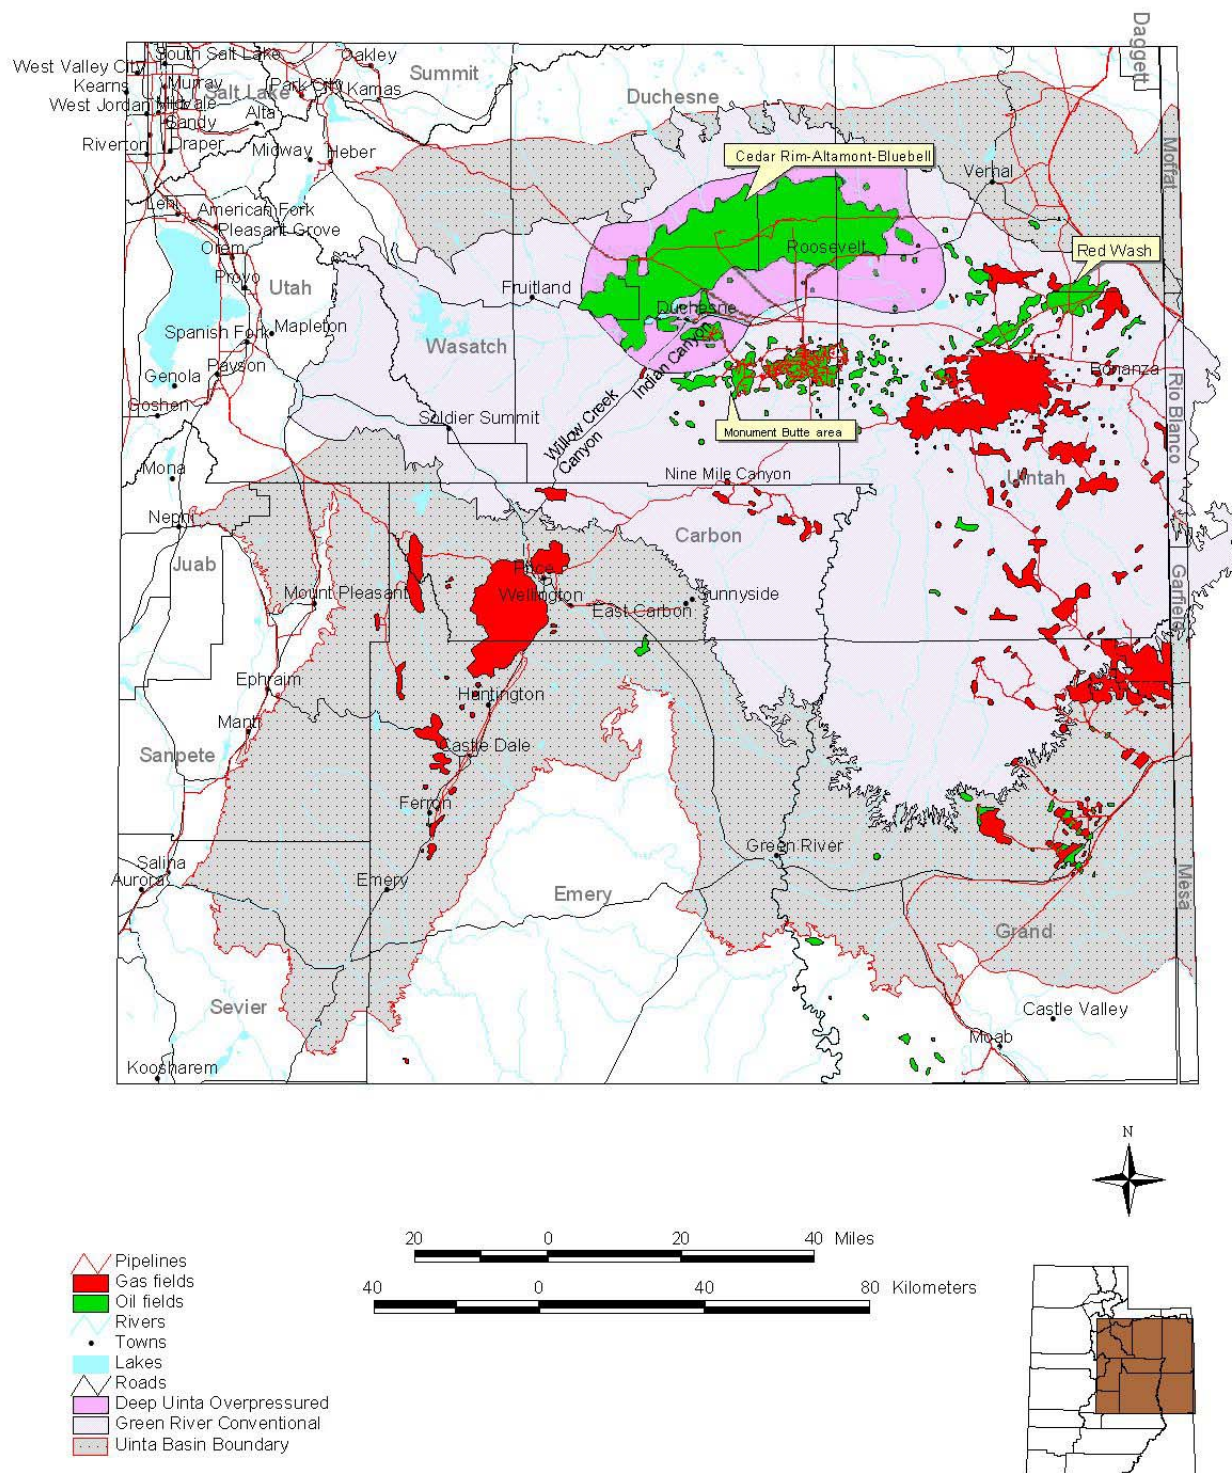 Daggett
South Salt Lake
Oakley
West Valley City
Summit
Kearns
Murray
Park City
Salt Lake
Kamas
Duchesne
West Jordan
Midvale
Alta
Sandy
Riverton
Draper
Midway
Heber
Moffat
Cedar Rim-Altamont-Bluebell
Vernal
Lehi
American Fork
Pleasant Grove
Orem
Roosevelt
Red Wash
Provo
Utah
Fruitland
Duchesne
Spanish Fork
Mapleton
Wasatch
Indian Canyon
Payson
Genola
Bonanza
Goshen
Rio Blanco
Soldier Summit
Willow Creek
Canyon
Monument Butte area
Mona
Nine Mile Canyon
Uintah
Nephi
Carbon
Juab
Price
Garfield
Mount Pleasant
Wellington
East Carbon
Sunnyside
Ephraim
Huntington
Manti
Castle Dale
Sanpete
Ferron
Green River
Salina
Aurora
Emery
Emery
Mesa
Grand
Sevier
Castle Valley
Moab
Koosharem
N
20 0 20 40 Miles
40 0 40 80 Kilometers
Pipelines
Gas fields
Oil fields
Rivers
Towns
Lakes
Roads
Deep Uinta Overpressured
Green River Conventional
Uinta Basin Boundary